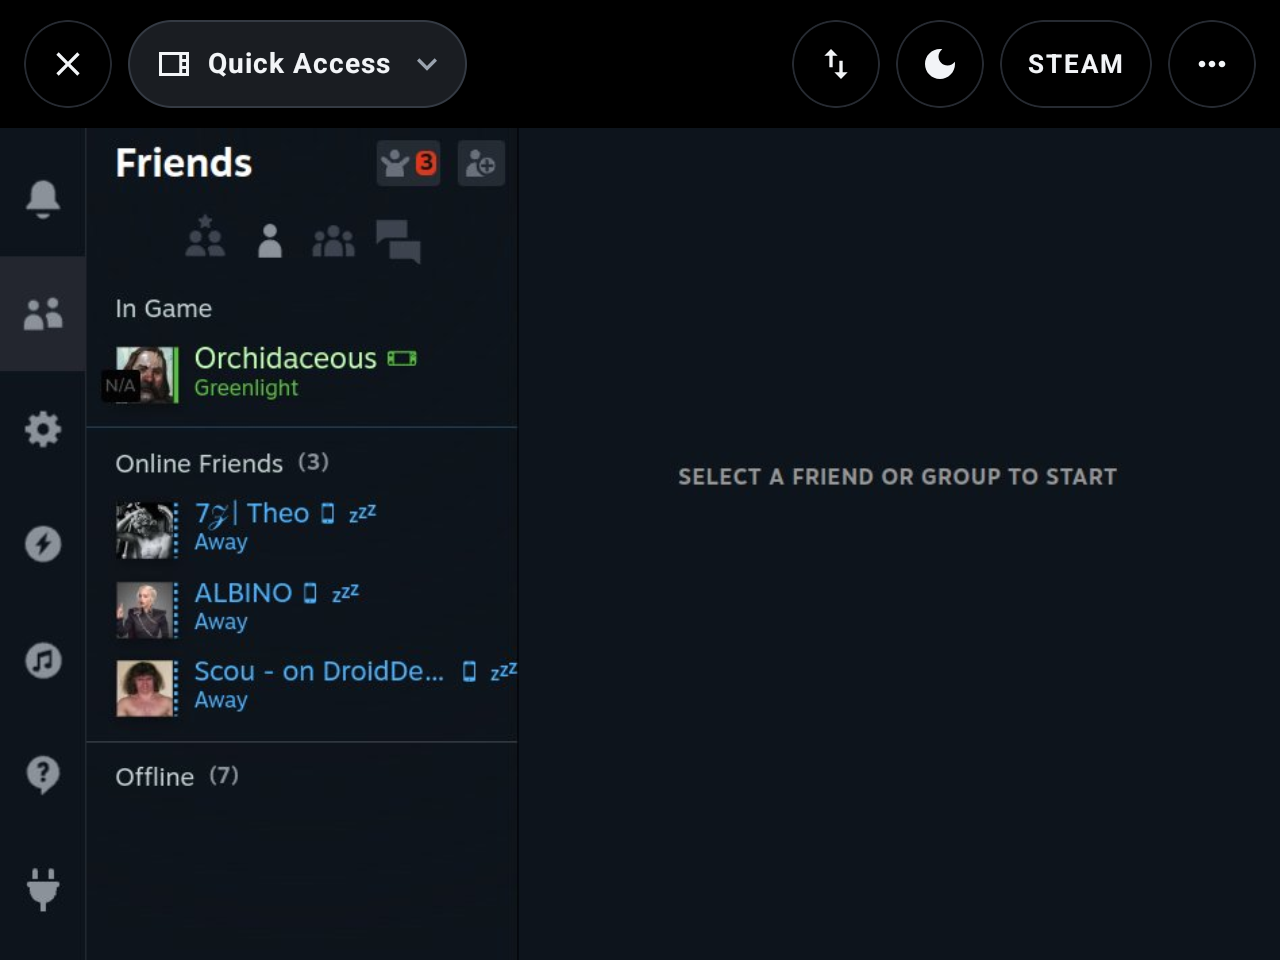 Quick Access
STEAM
Friends
3
In Game
N/A
Orchidaceous
Greenlight
Online Friends (3)
7𝒵| Theo zzz
Away
ALBINO zzz
Away
Scou - on DroidDe... zzz
Away
Offline (7)
SELECT A FRIEND OR GROUP TO START